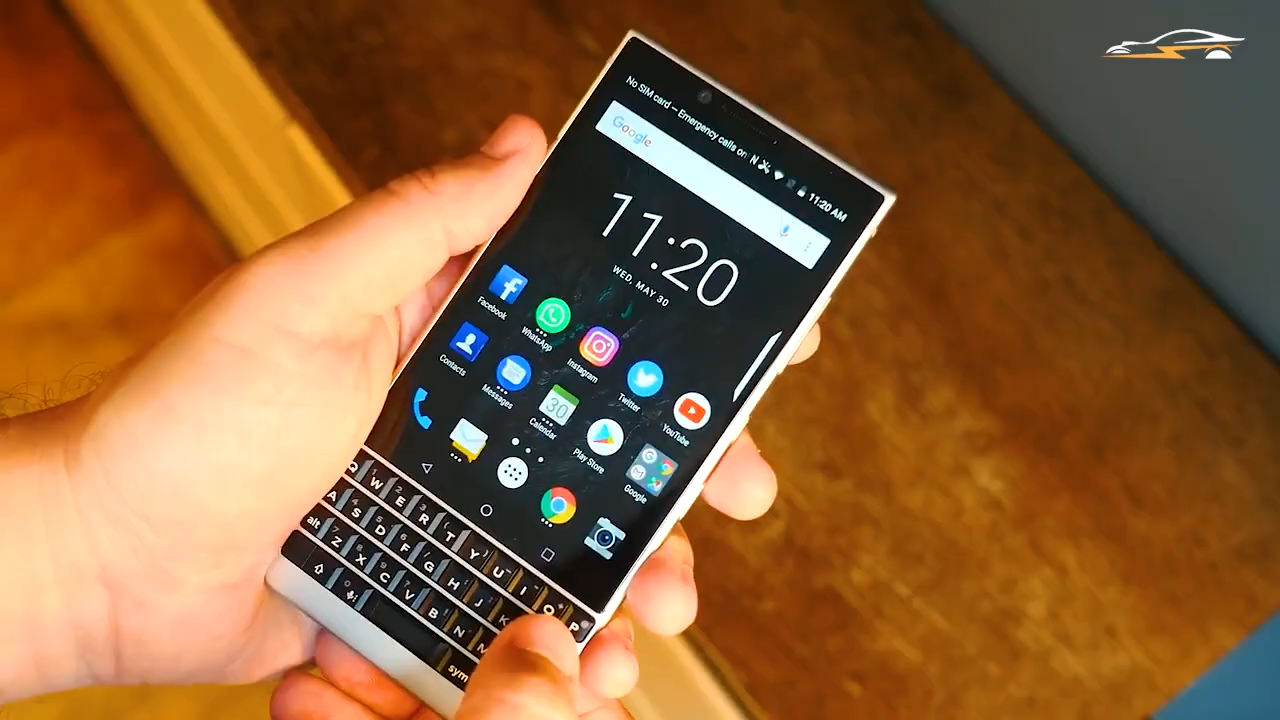 No SIM card — Emergency calls on N 11:20 AM
Google
11:20
WED, MAY 30
Facebook
WhatsApp
Instagram
Twitter
YouTube
Contacts
Messages
30
Calendar
Play Store
Google
Q W E R T Y U I O P
A S D F G H J K
alt Z X C V B N M
sym